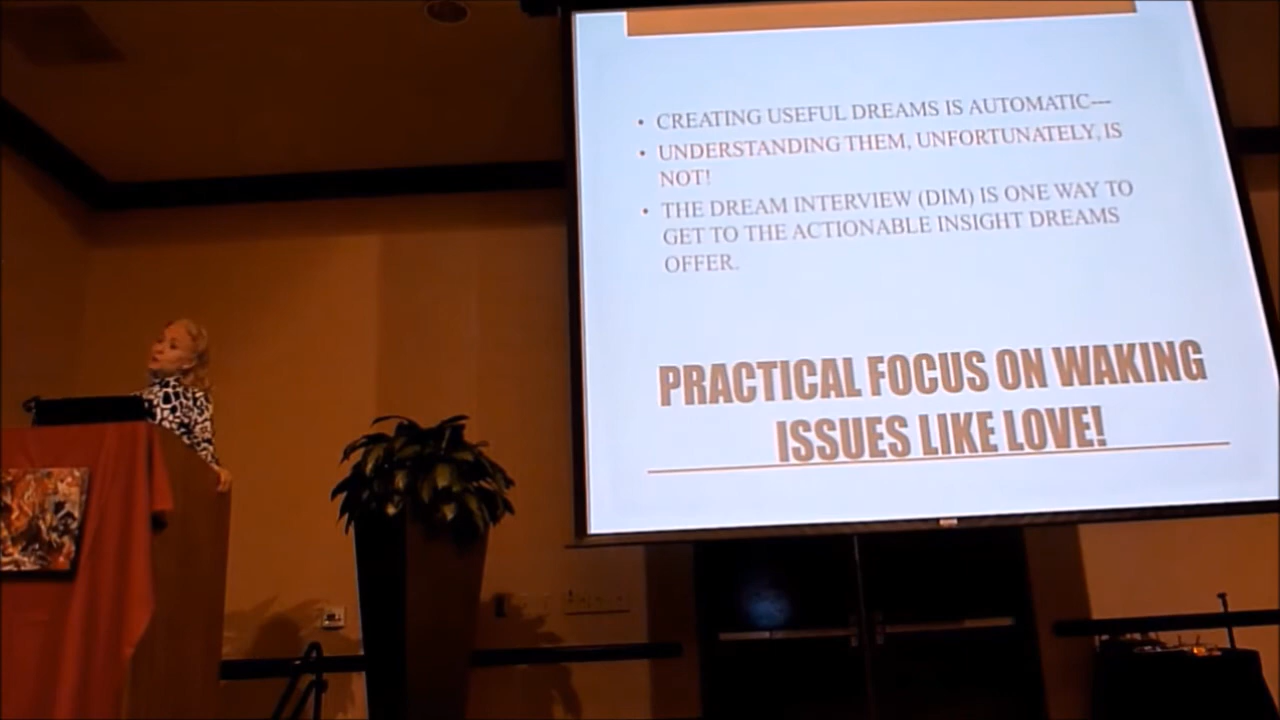 • CREATING USEFUL DREAMS IS AUTOMATIC—
• UNDERSTANDING THEM, UNFORTUNATELY, IS
NOT!
• THE DREAM INTERVIEW (DIM) IS ONE WAY TO
GET TO THE ACTIONABLE INSIGHT DREAMS
OFFER.
PRACTICAL FOCUS ON WAKING
ISSUES LIKE LOVE!